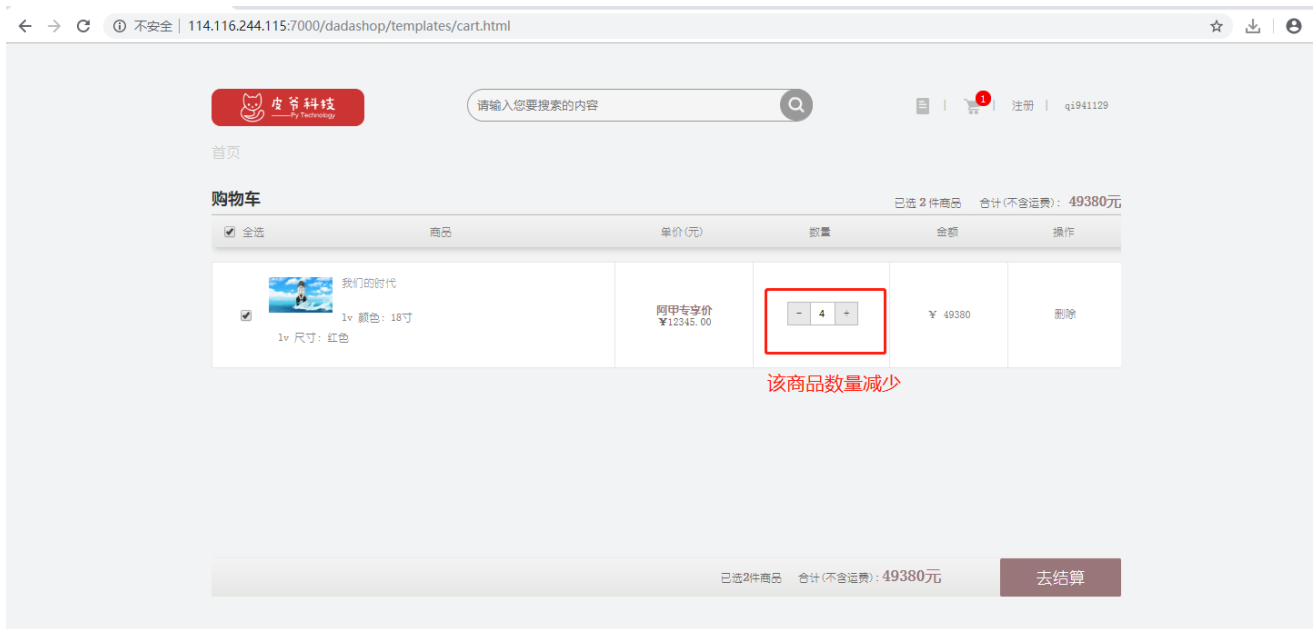 不安全 | 114.116.244.115:7000/dadashop/templates/cart.html
皮爷科技
Py Technology
请输入您要搜索的内容
1
注册 | qi941129
首页
购物车
已选 2 件商品 合计(不含运费): 49380元
全选 商品 单价(元) 数量 金额 操作
我们的时代
lv 颜色: 18寸
lv 尺寸: 红色
阿甲专享价
¥12345.00
- 4 +
¥ 49380
删除
该商品数量减少
已选2件商品 合计(不含运费): 49380元
去结算